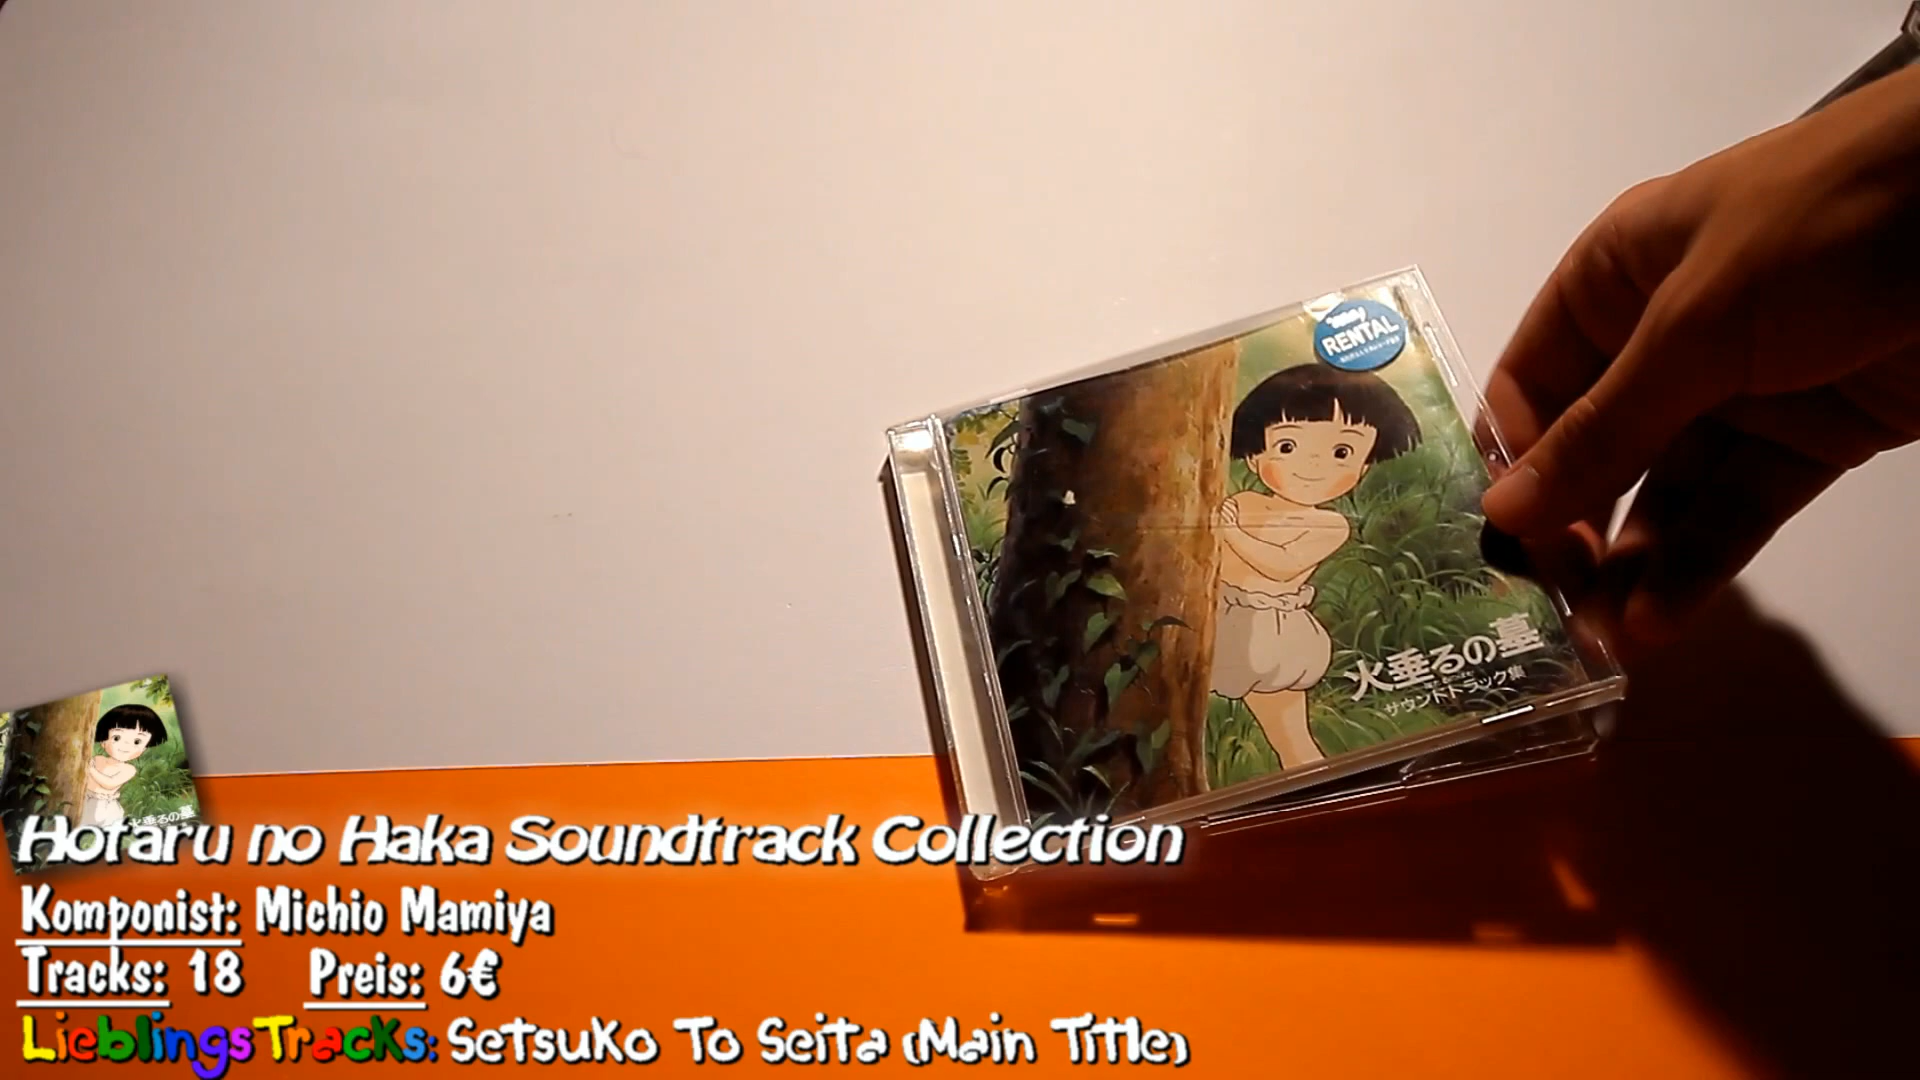 RENTAL
火垂るの墓
サウンドトラック集
火垂るの墓
Hotaru no Haka Soundtrack Collection
Komponist: Michio Mamiya
Tracks: 18 Preis: 6€
LieblingsTracks: Setsuko To Seita (Main Title)